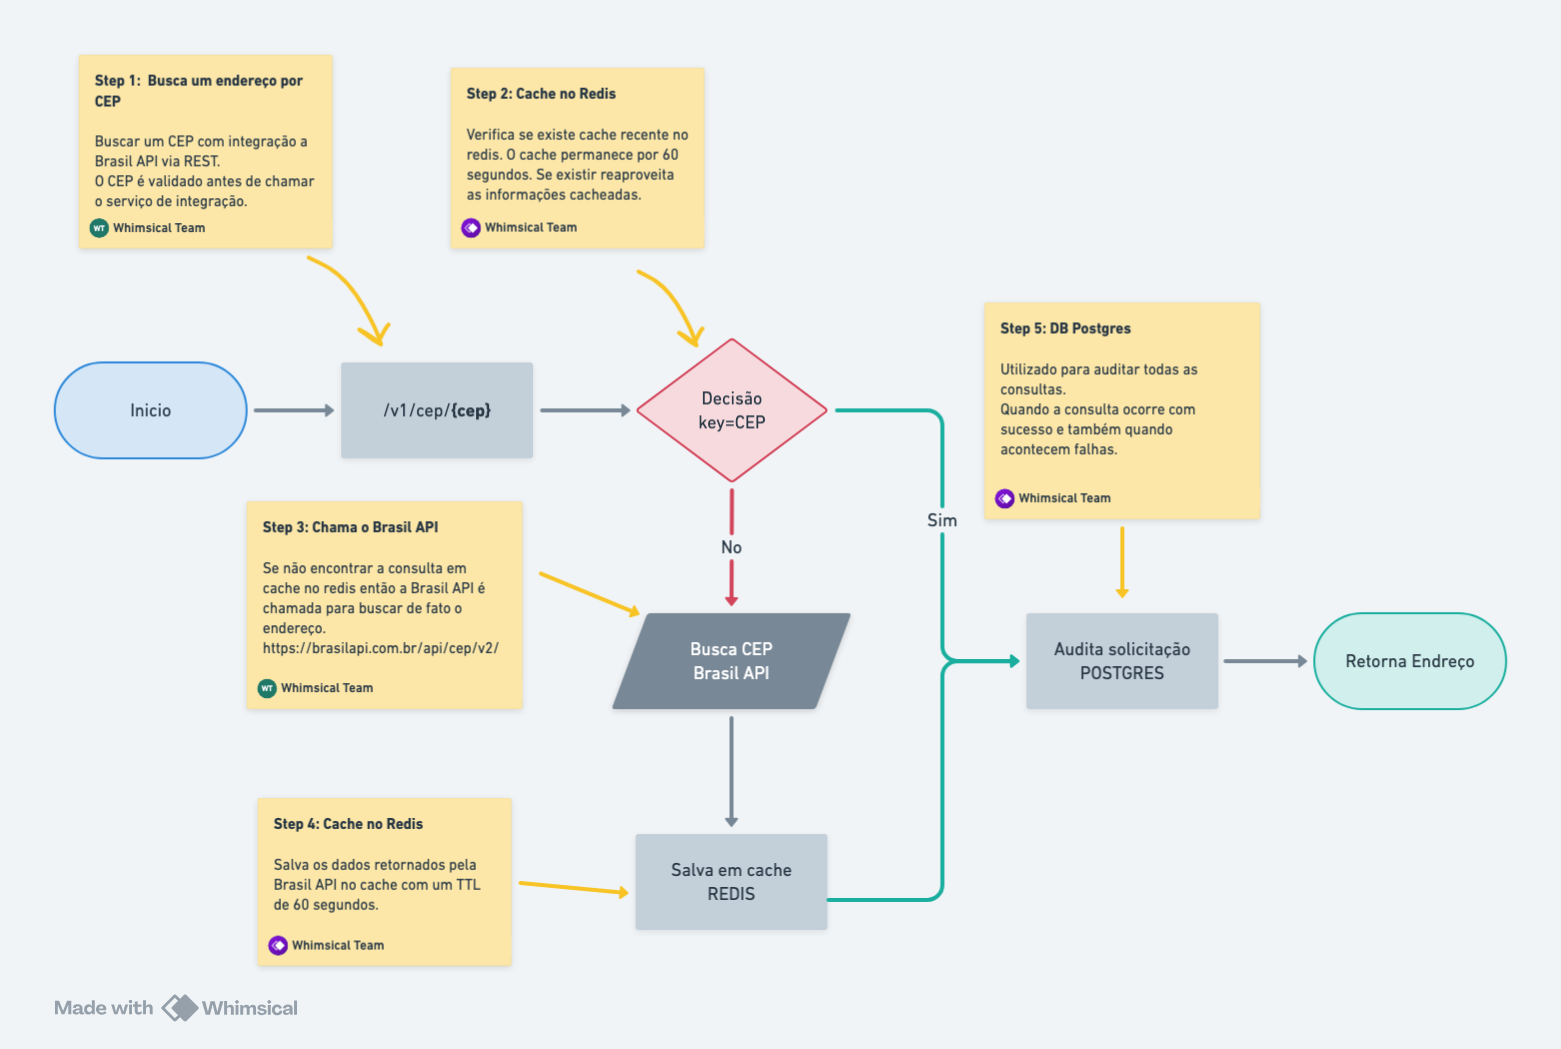 Step 1:  Busca um endereço por
CEP
Buscar um CEP com integração a
Brasil API via REST.
O CEP é validado antes de chamar
o serviço de integração.
WT Whimsical Team
Step 2: Cache no Redis
Verifica se existe cache recente no
redis. O cache permanece por 60
segundos. Se existir reaproveita
as informações cacheadas.
Whimsical Team
Inicio
/v1/cep/{cep}
Decisão
key=CEP
Step 5: DB Postgres
Utilizado para auditar todas as
consultas.
Quando a consulta ocorre com
sucesso e também quando
acontecem falhas.
Whimsical Team
Sim
No
Step 3: Chama o Brasil API
Se não encontrar a consulta em
cache no redis então a Brasil API é
chamada para buscar de fato o
endereço.
https://brasilapi.com.br/api/cep/v2/
WT Whimsical Team
Busca CEP
Brasil API
Audita solicitação
POSTGRES
Retorna Endreço
Step 4: Cache no Redis
Salva os dados retornados pela
Brasil API no cache com um TTL
de 60 segundos.
Whimsical Team
Salva em cache
REDIS
Made with Whimsical